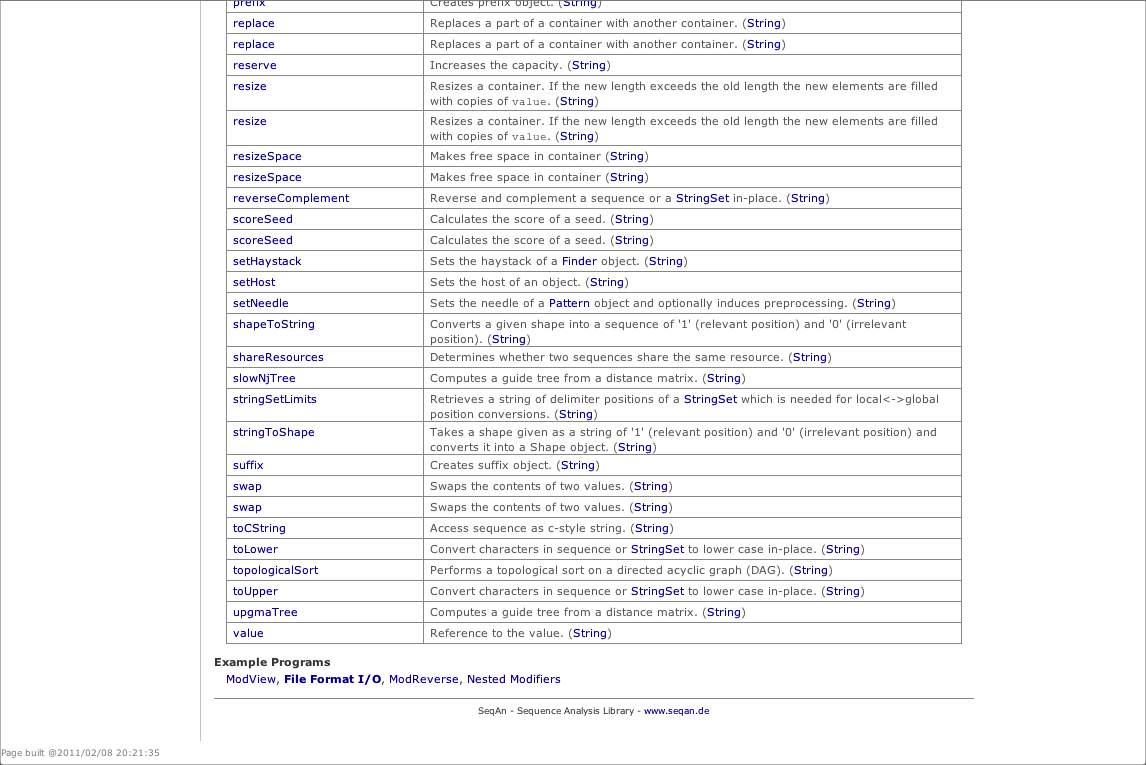 prefix Creates prefix object. (String)
replace Replaces a part of a container with another container. (String)
replace Replaces a part of a container with another container. (String)
reserve Increases the capacity. (String)
resize Resizes a container. If the new length exceeds the old length the new elements are filled
with copies of value. (String)
resize Resizes a container. If the new length exceeds the old length the new elements are filled
with copies of value. (String)
resizeSpace Makes free space in container (String)
resizeSpace Makes free space in container (String)
reverseComplement Reverse and complement a sequence or a StringSet in-place. (String)
scoreSeed Calculates the score of a seed. (String)
scoreSeed Calculates the score of a seed. (String)
setHaystack Sets the haystack of a Finder object. (String)
setHost Sets the host of an object. (String)
setNeedle Sets the needle of a Pattern object and optionally induces preprocessing. (String)
shapeToString Converts a given shape into a sequence of '1' (relevant position) and '0' (irrelevant
position). (String)
shareResources Determines whether two sequences share the same resource. (String)
slowNjTree Computes a guide tree from a distance matrix. (String)
stringSetLimits Retrieves a string of delimiter positions of a StringSet which is needed for local<->global
position conversions. (String)
stringToShape Takes a shape given as a string of '1' (relevant position) and '0' (irrelevant position) and
converts it into a Shape object. (String)
suffix Creates suffix object. (String)
swap Swaps the contents of two values. (String)
swap Swaps the contents of two values. (String)
toCString Access sequence as c-style string. (String)
toLower Convert characters in sequence or StringSet to lower case in-place. (String)
topologicalSort Performs a topological sort on a directed acyclic graph (DAG). (String)
toUpper Convert characters in sequence or StringSet to lower case in-place. (String)
upgmaTree Computes a guide tree from a distance matrix. (String)
value Reference to the value. (String)
Example Programs
ModView, File Format I/O, ModReverse, Nested Modifiers
SeqAn - Sequence Analysis Library - www.seqan.de
Page built @2011/02/08 20:21:35